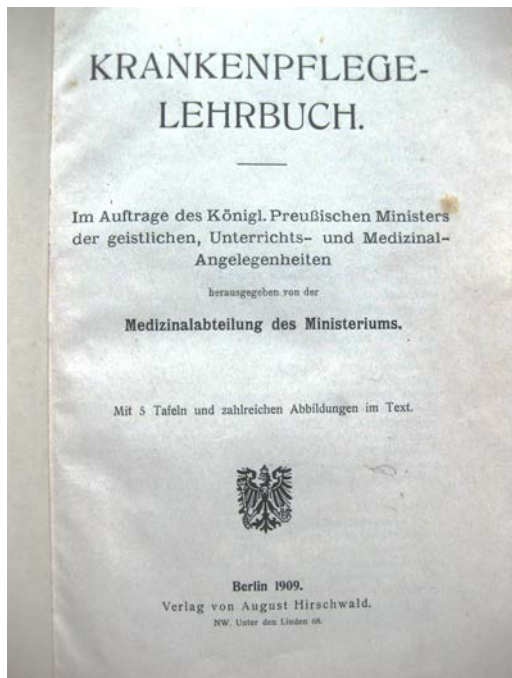 KRANKENPFLEGE-
LEHRBUCH.
Im Auftrage des Königl. Preußischen Ministers
der geistlichen, Unterrichts- und Medizinal-
Angelegenheiten
herausgegeben von der
Medizinalabteilung des Ministeriums.
Mit 5 Tafeln und zahlreichen Abbildungen im Text.
Berlin 1909.
Verlag von August Hirschwald.
NW. Unter den Linden 68.